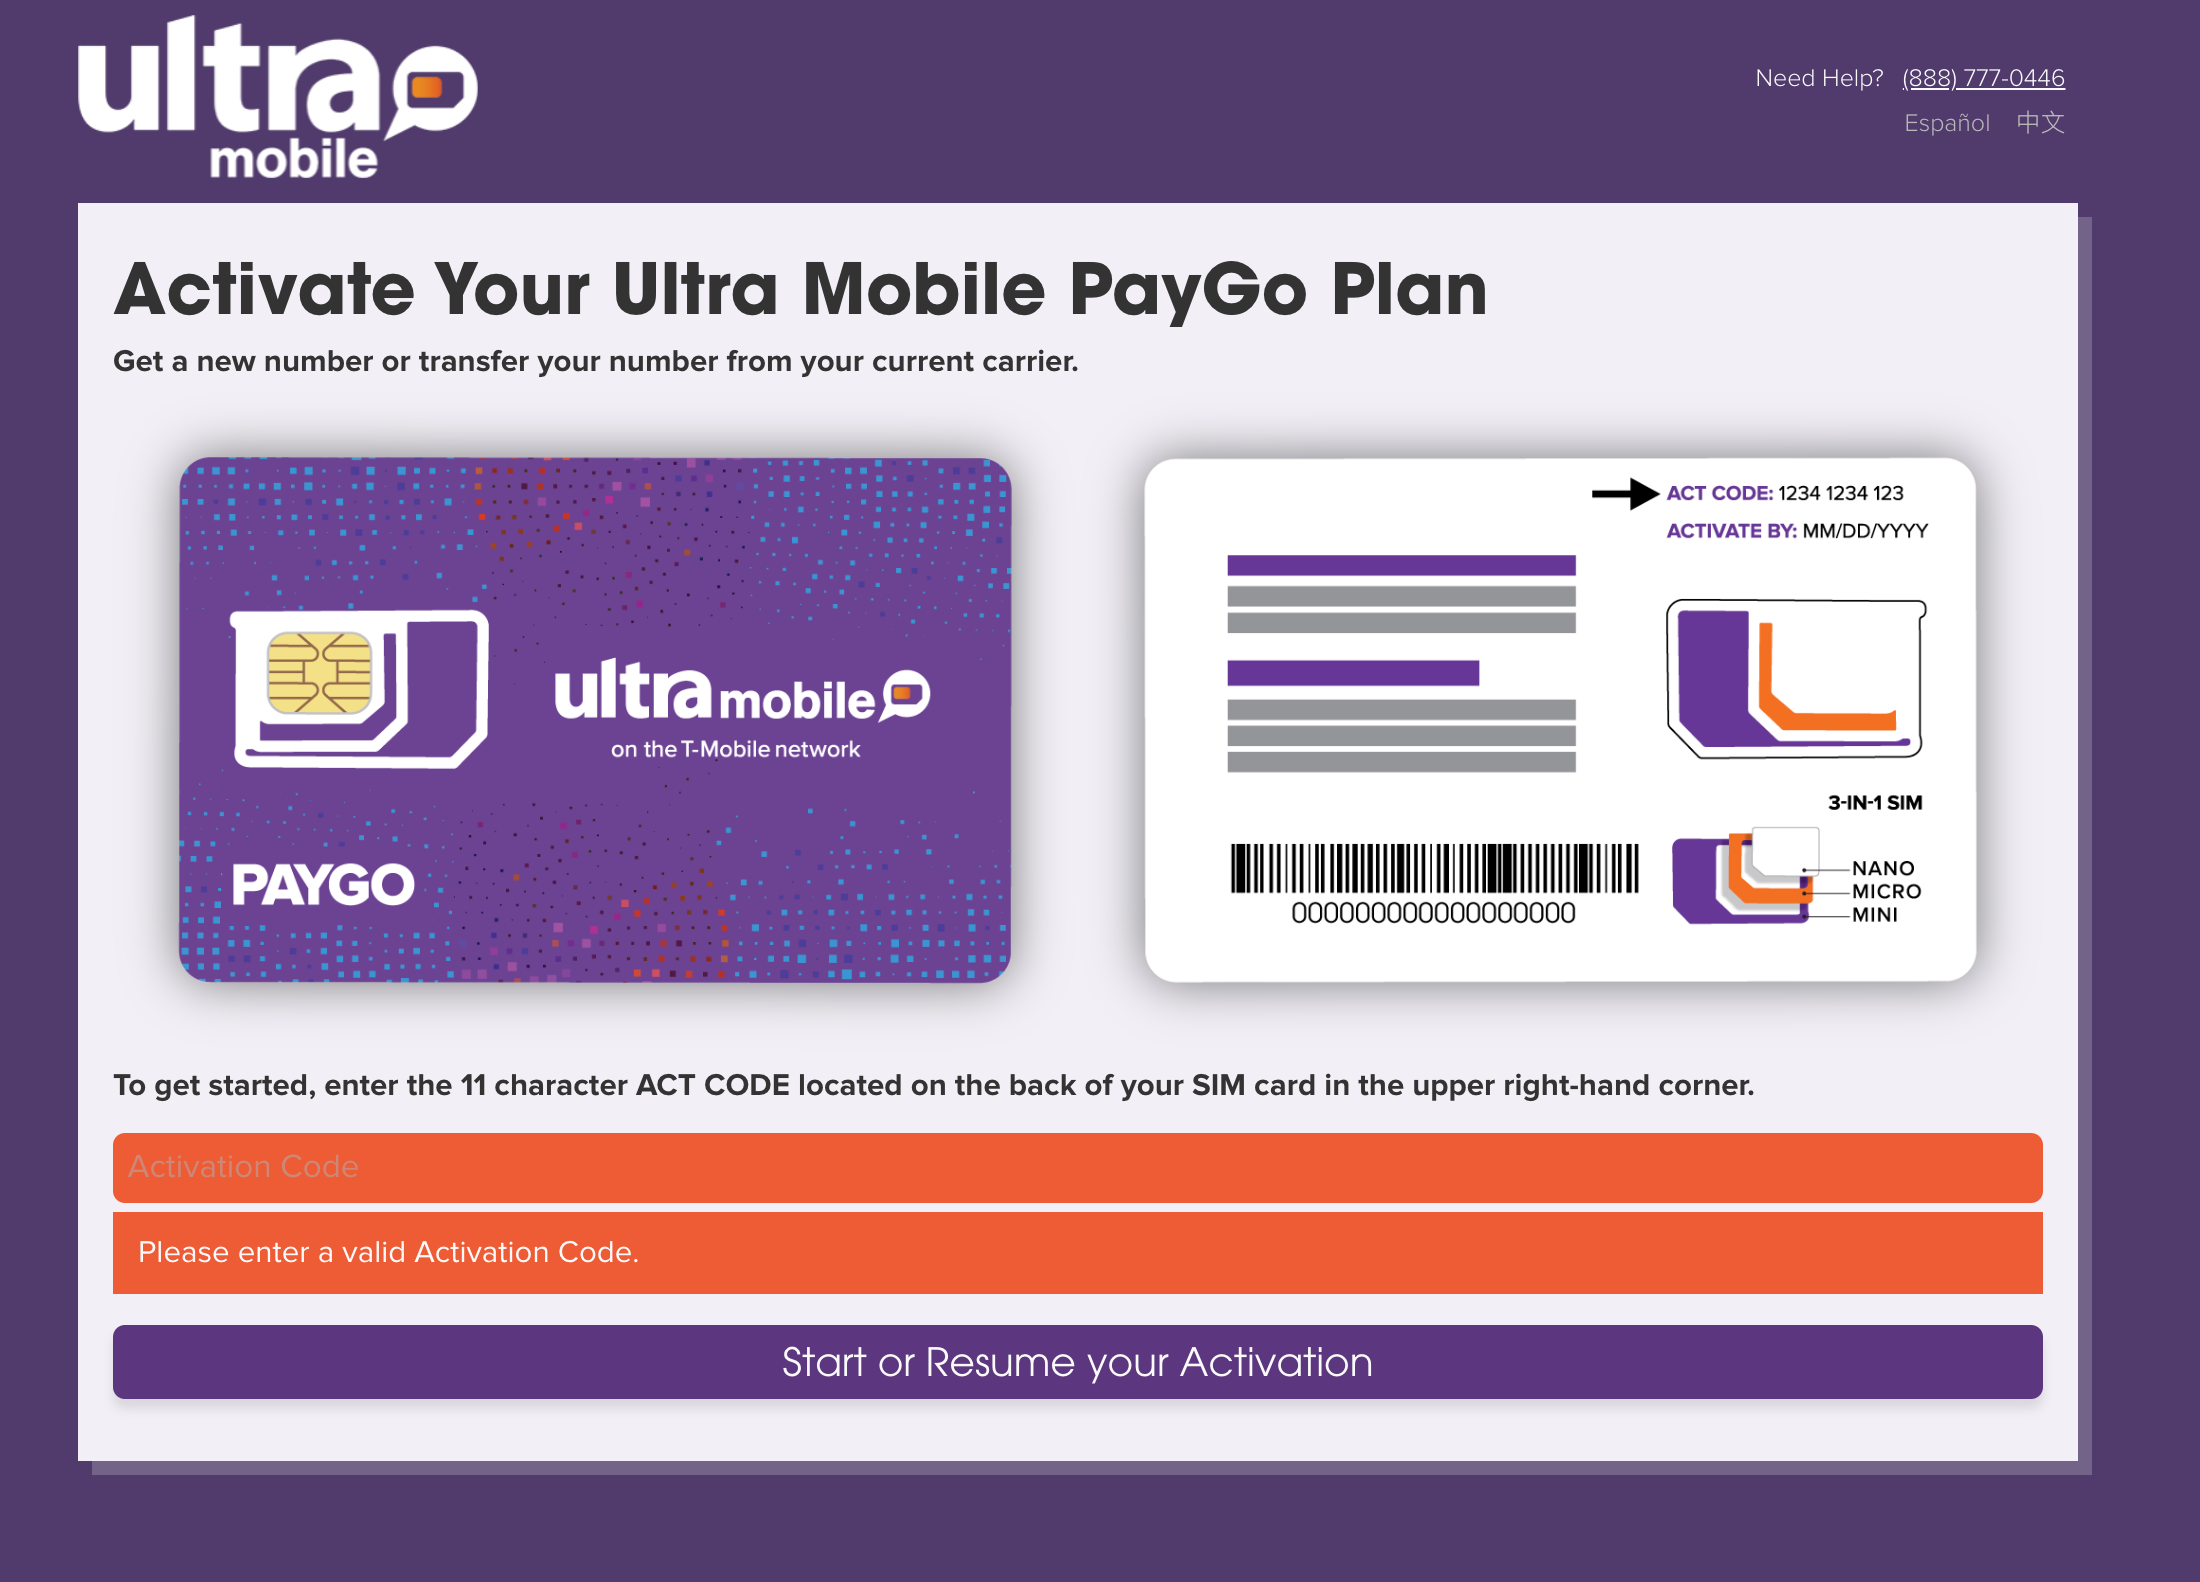 ultra
mobile
Need Help? (888) 777-0446
Español 中文
Activate Your Ultra Mobile PayGo Plan
Get a new number or transfer your number from your current carrier.
ultra mobile
on the T-Mobile network
PAYGO
ACT CODE: 1234 1234 123
ACTIVATE BY: MM/DD/YYYY
3-IN-1 SIM
NANO
MICRO
MINI
0000000000000000000
To get started, enter the 11 character ACT CODE located on the back of your SIM card in the upper right-hand corner.
Activation Code
Please enter a valid Activation Code.
Start or Resume your Activation